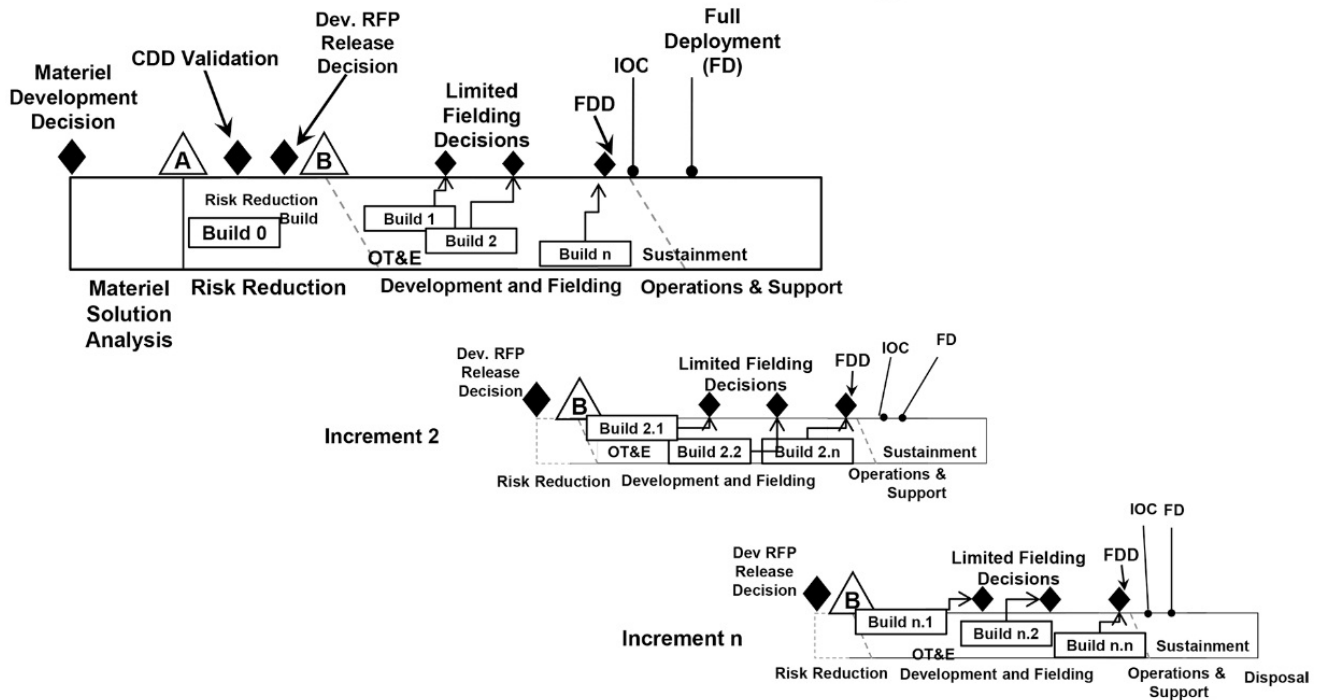 Materiel
Development
Decision
CDD Validation
Dev. RFP
Release
Decision
Limited
Fielding
Decisions
FDD
IOC
Full
Deployment
(FD)
A
B
Risk Reduction
Build
Build 0
Build 1
Build 2
Build n
OT&E
Sustainment
Materiel
Solution
Analysis
Risk Reduction
Development and Fielding
Operations & Support
Increment 2
Dev. RFP
Release
Decision
B
Limited Fielding
Decisions
FDD
IOC
FD
Build 2.1
OT&E
Build 2.2
Build 2.n
Sustainment
Risk Reduction
Development and Fielding
Operations &
Support
Increment n
Dev RFP
Release
Decision
B
Limited Fielding
Decisions
FDD
IOC
FD
Build n.1
Build n.2
Build n.n
OT&E
Sustainment
Risk Reduction
Development and Fielding
Operations &
Support
Disposal